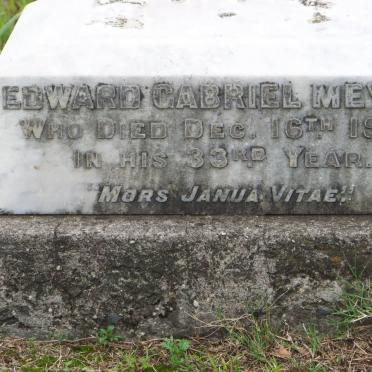 EDWARD GABRIEL
WHO DIED DEC. 16TH
IN HIS 33RD YEAR.
"MORS JANUA VITAE."